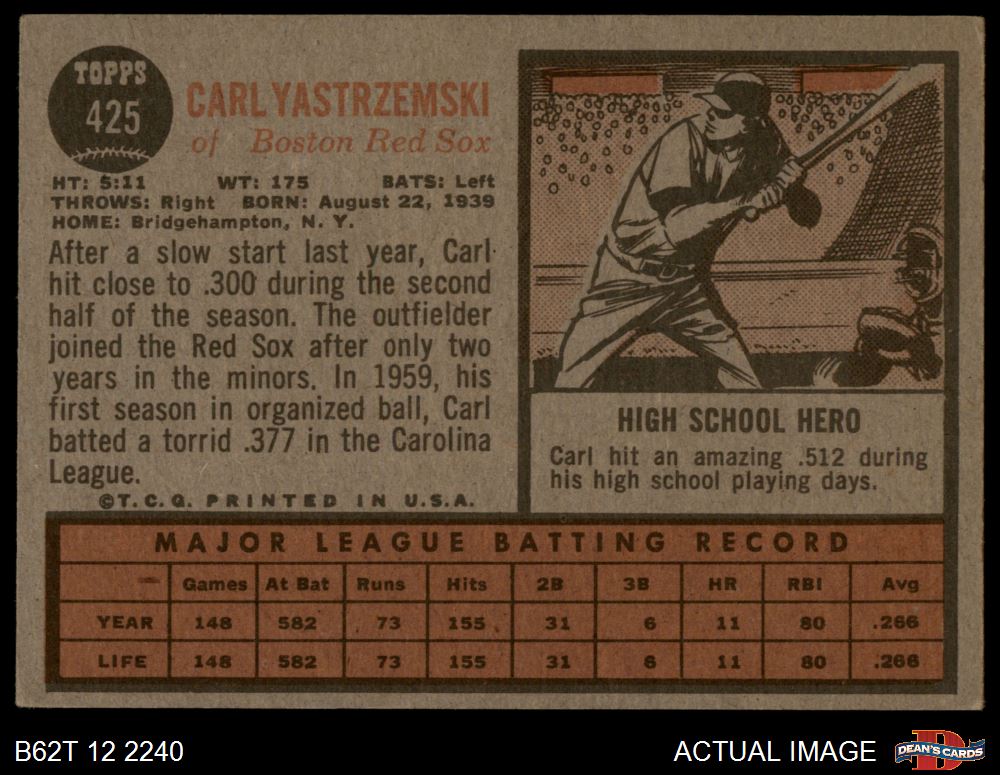 TOPPS
425
CARL YASTRZEMSKI
of Boston Red Sox
HT: 5:11 WT: 175 BATS: Left
THROWS: Right BORN: August 22, 1939
HOME: Bridgehampton, N. Y.
After a slow start last year, Carl
hit close to .300 during the second
half of the season. The outfielder
joined the Red Sox after only two
years in the minors. In 1959, his
first season in organized ball, Carl
batted a torrid .377 in the Carolina
League.
©T.C.G. PRINTED IN U.S.A.
HIGH SCHOOL HERO
Carl hit an amazing .512 during
his high school playing days.
MAJOR LEAGUE BATTING RECORD
Games At Bat Runs Hits 2B 3B HR RBI Avg
YEAR 148 582 73 155 31 6 11 80 .266
LIFE 148 582 73 155 31 6 11 80 .266
B62T 12 2240
ACTUAL IMAGE
DEAN'S CARDS